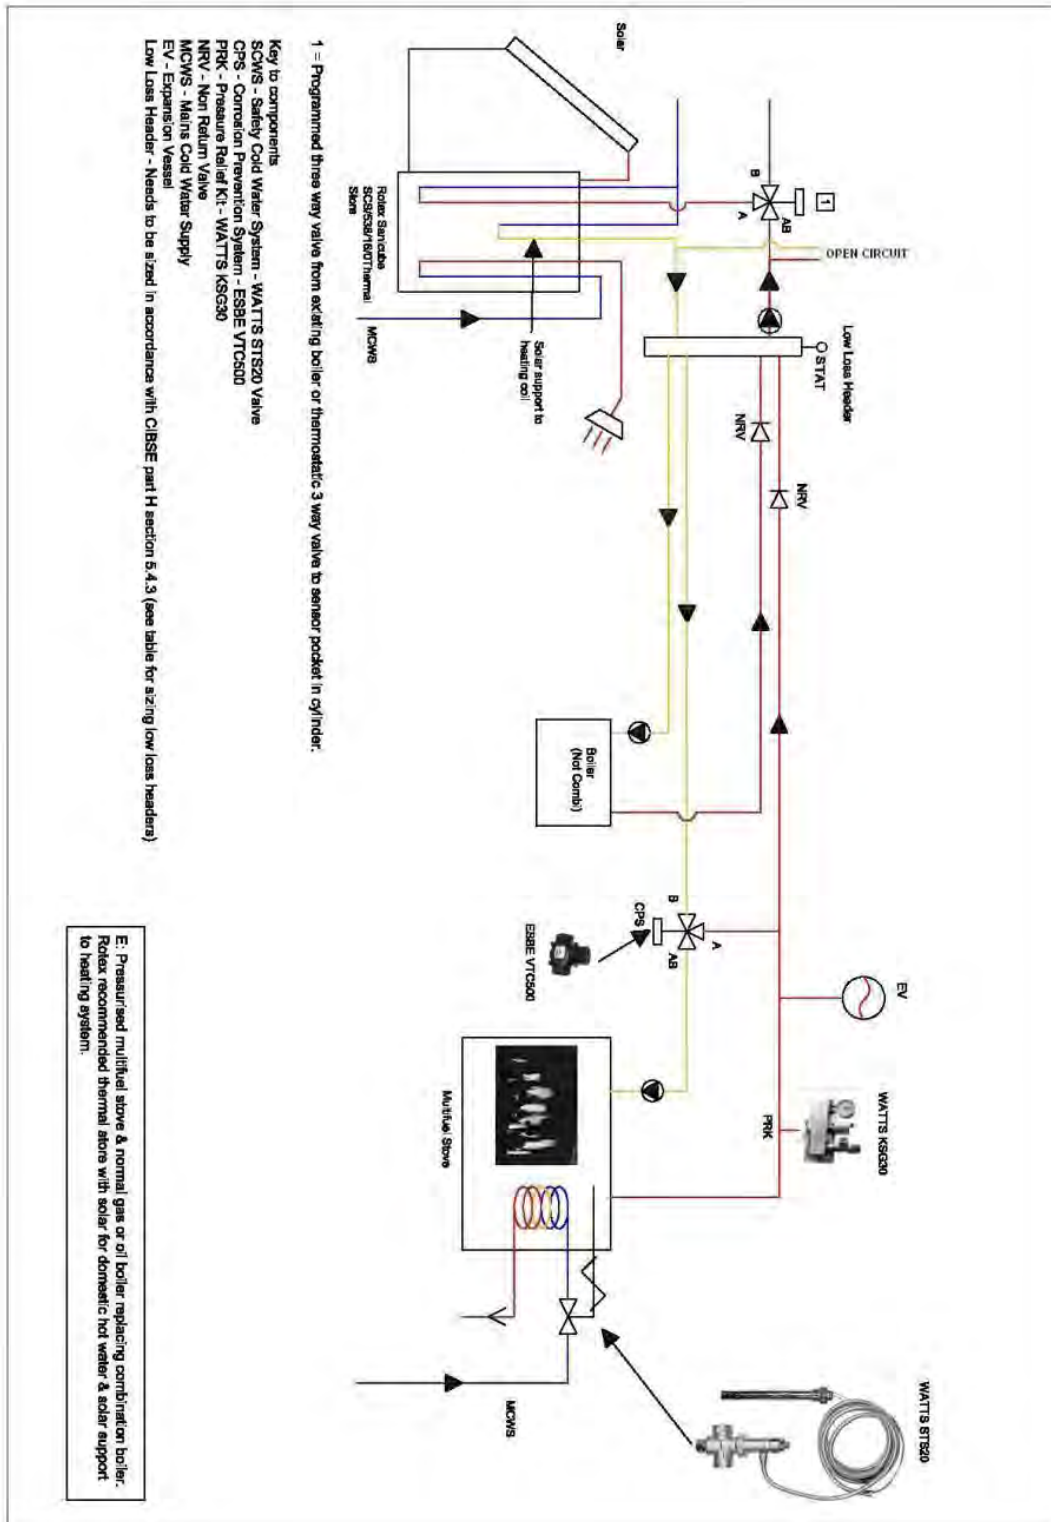 Solar
B
A
AB
1
OPEN CIRCUIT
Low Loss Header
STAT
NRV
NRV
EV
WATTS KSG30
PRK
WATTS STS20
Rotex Sanicube
SCS/538/16/0Thermal
Store
MCWS
Solar support to
heating coil
Boiler
(Not Combi)
B
A
AB
CPS
ESBE VTC500
Multifuel Stove
MCWS
1 = Programmed three way valve from existing boiler or thermostatic 3 way valve to sensor pocket in cylinder.
Key to components
SCWS - Safety Cold Water System - WATTS STS20 Valve
CPS - Corrosion Prevention System - ESBE VTC500
PRK - Pressure Relief Kit - WATTS KSG30
NRV - Non Return Valve
MCWS - Mains Cold Water Supply
EV - Expansion Vessel
Low Loss Header - Needs to be sized in accordance with CIBSE part H section 5.4.3 (see table for sizing low loss headers)
E: Pressurised multifuel stove & normal gas or oil boiler replacing combination boiler.
Rotex recommended thermal store with solar for domestic hot water & solar support
to heating system.